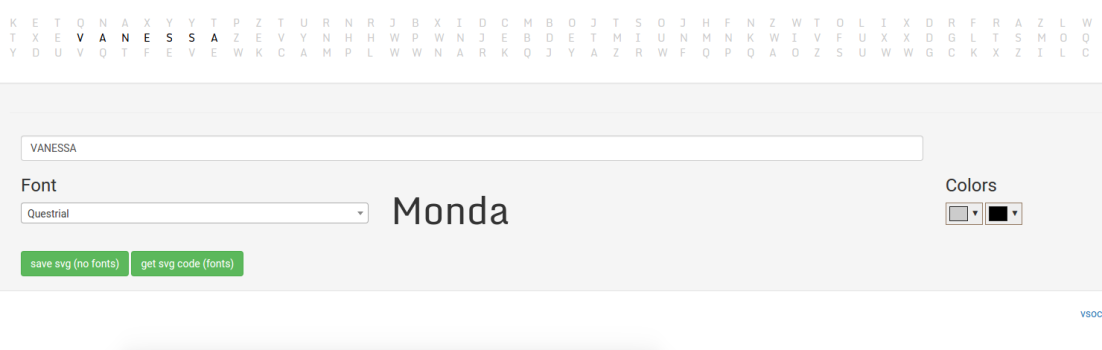 K E T Q N A X Y Y T P Z T U R N R J B X I D C M B O J T S O J H F N Z W T O L I X D R F R A Z L W
T X E V A N E S S A Z E V Y N H H W P W N J E B D E T M I U N M N K W I V F U X X D G L T S M O Q
Y D U V Q T F E V E W K C A M P L W W N A R K Q J Y A Z R W F Q P Q A O Z S U W W G C K X Z I L C
VANESSA
Font
Colors
Questrial
Monda
save svg (no fonts)
get svg code (fonts)
vsoc